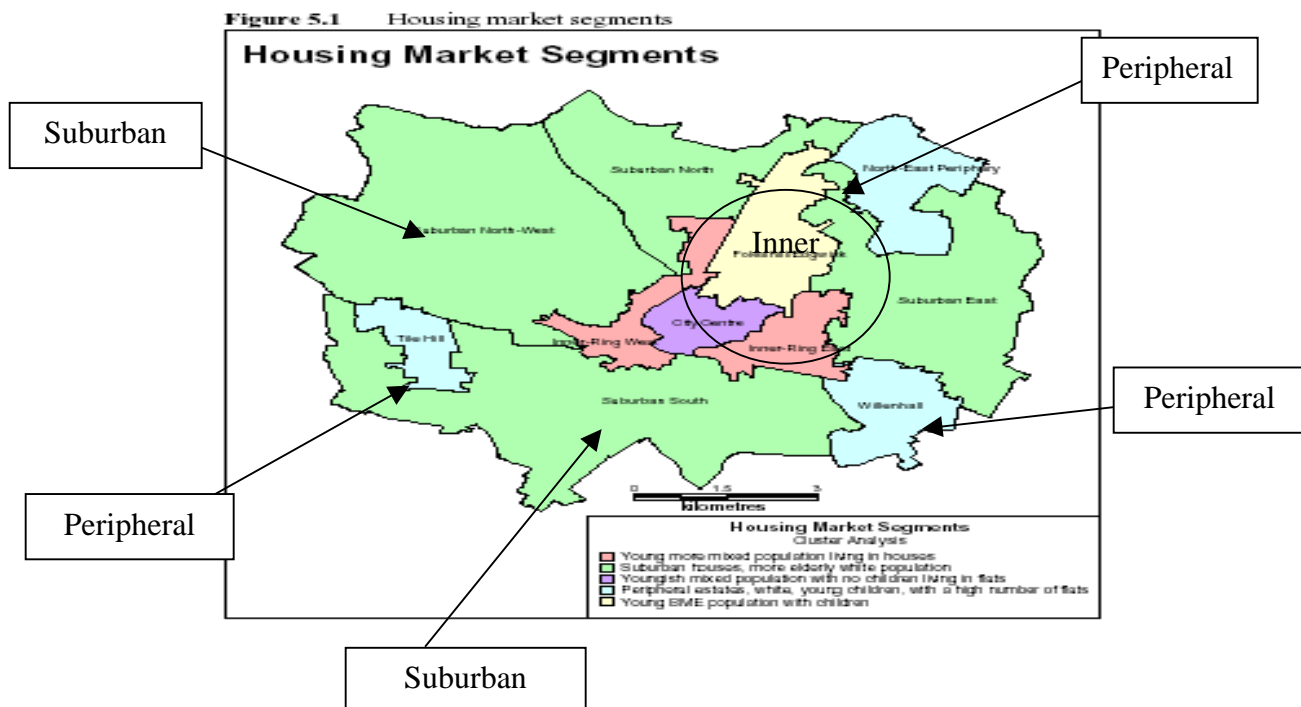 Figure 5.1 Housing market segments
Housing Market Segments
Peripheral
Suburban
Suburban North
North-East Periphery
Suburban North-West
Inner
Suburban East
City Centre
Tile Hill
Inner-Ring West
Inner-Ring East
Suburban South
Willenhall
Peripheral
Peripheral
0 1.5 3
kilometres
Housing Market Segments
Cluster Analysis
Young more mixed population living in houses
Suburban houses, more elderly white population
Youngish mixed population with no children living in flats
Peripheral estates, white, young children, with a high number of flats
Young BME population with children
Suburban